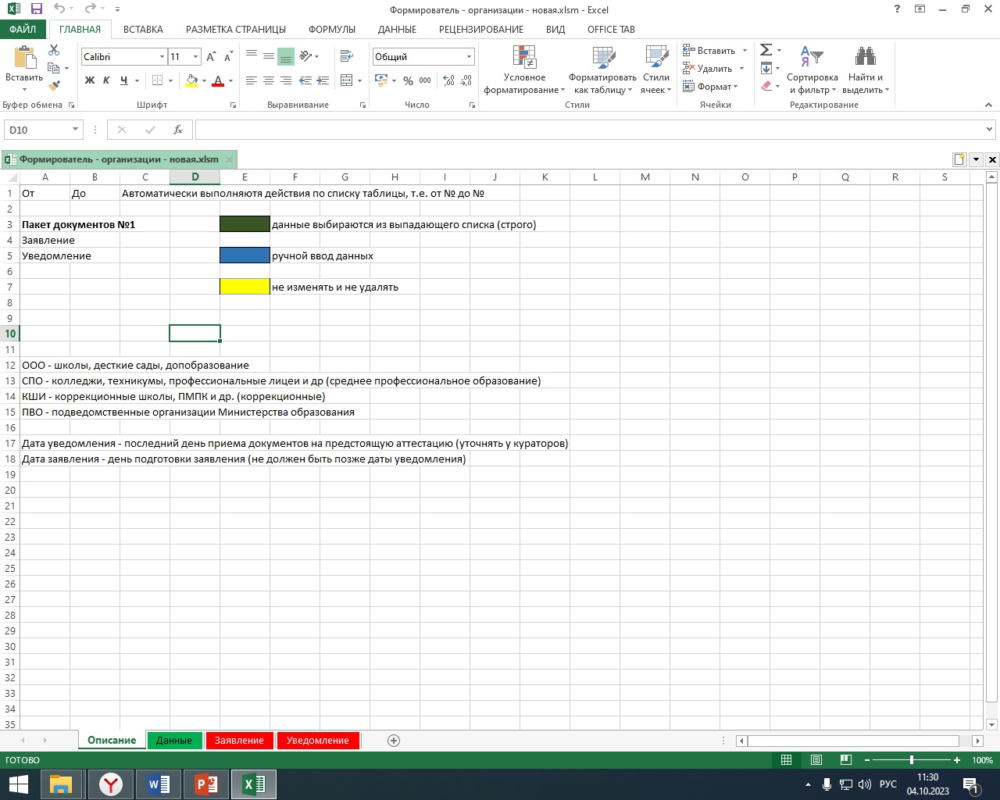 Формирователь - организации - новая.xlsm - Excel
ФАЙЛ ГЛАВНАЯ ВСТАВКА РАЗМЕТКА СТРАНИЦЫ ФОРМУЛЫ ДАННЫЕ РЕЦЕНЗИРОВАНИЕ ВИД OFFICE TAB
Calibri 11 Общий
Вставить
Ж К Ч
% 000
Условное форматирование
Форматировать как таблицу
Стили ячеек
Вставить
Удалить
Формат
Сортировка и фильтр
Найти и выделить
Буфер обмена Шрифт Выравнивание Число Стили Ячейки Редактирование
D10 fx
Формирователь - организации - новая.xlsm
A B C D E F G H I J K L M N O P Q R S
1 От До Автоматически выполняютя действия по списку таблицы, т.е. от № до №
2
3 Пакет документов №1 данные выбираются из выпадающего списка (строго)
4 Заявление
5 Уведомление ручной ввод данных
6
7 не изменять и не удалять
8
9
10
11
12 ООО - школы, десткие сады, допобразование
13 СПО - колледжи, техникумы, профессиональные лицеи и др (среднее профессиональное образование)
14 КШИ - коррекционные школы, ПМПК и др. (коррекционные)
15 ПВО - подведомственные организации Министерства образования
16
17 Дата уведомления - последний день приема документов на предстоящую аттестацию (уточнять у кураторов)
18 Дата заявления - день подготовки заявления (не должен быть позже даты уведомления)
19
20
21
22
23
24
25
26
27
28
29
30
31
32
33
34
35
Описание Данные Заявление Уведомление
ГОТОВО 100%
РУС
11:30
04.10.2023
1